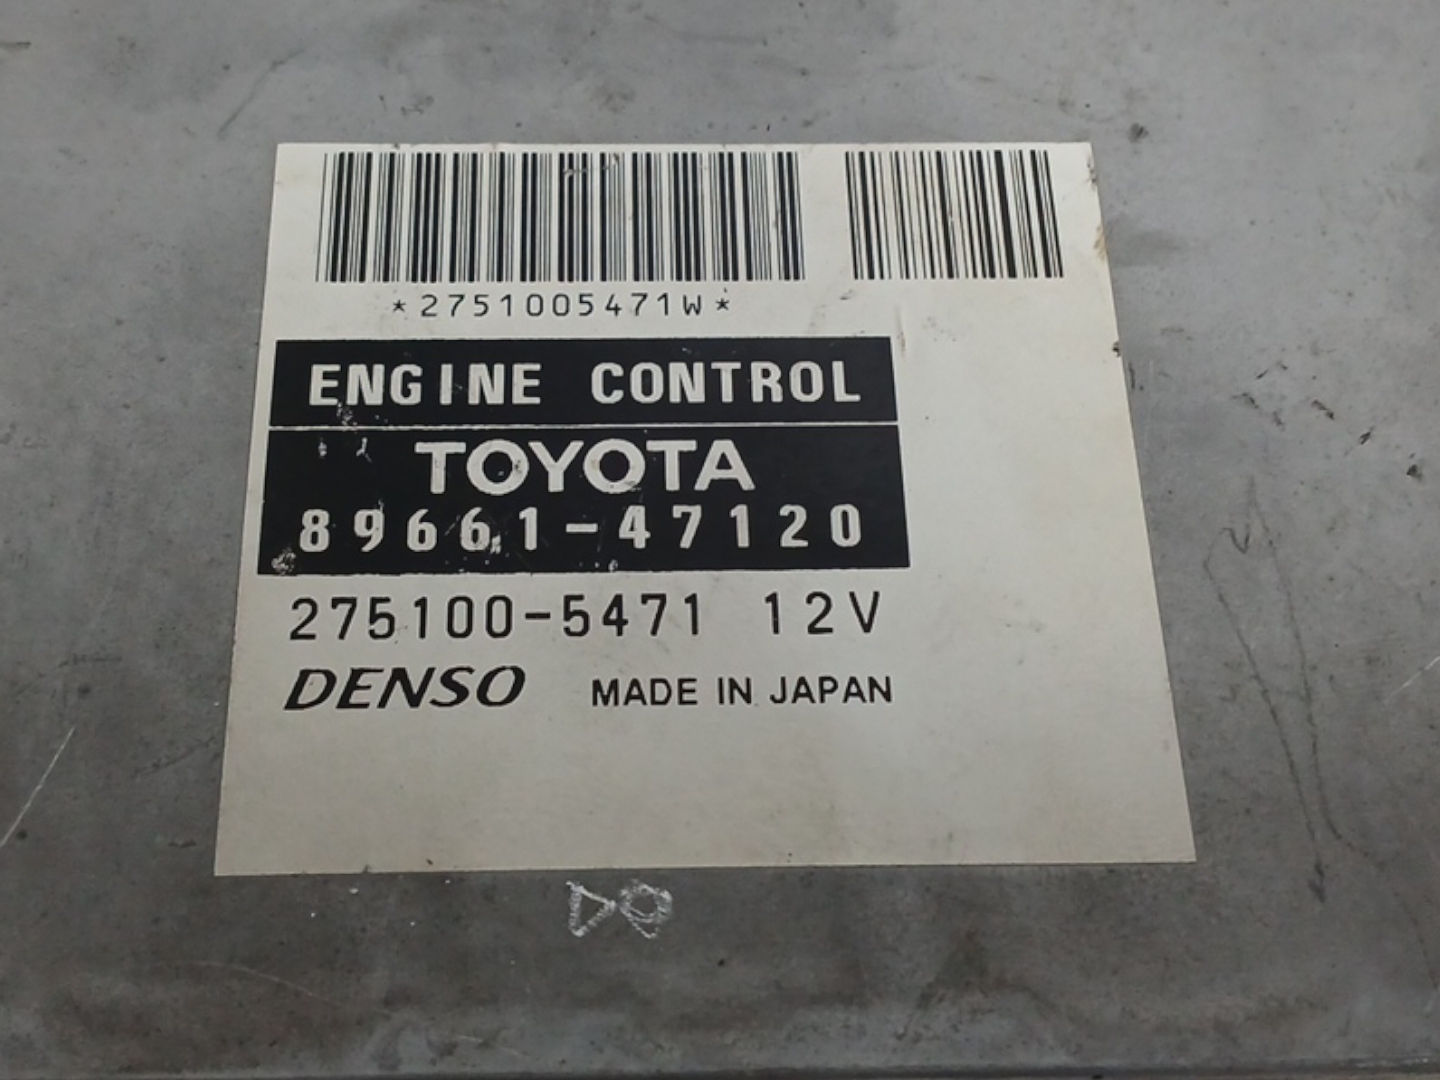 *2751005471W*
ENGINE CONTROL
TOYOTA
89661-47120
275100-5471 12V
DENSO MADE IN JAPAN